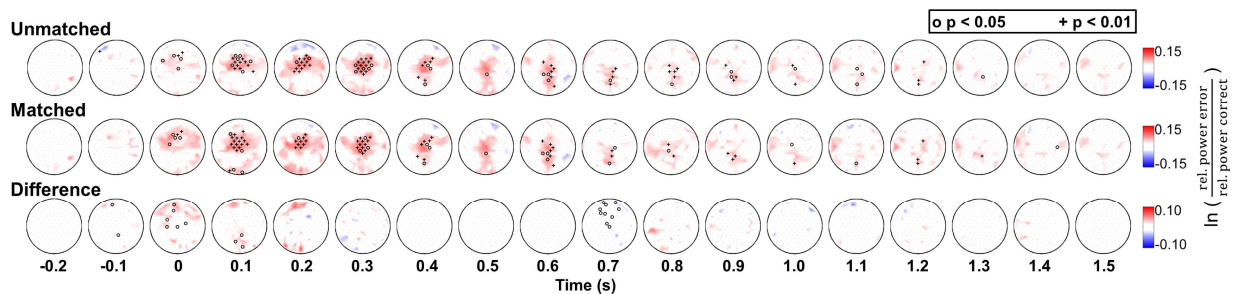 Unmatched
o p < 0.05 + p < 0.01
0.15
-0.15
Matched
0.15
-0.15
Difference
0.10
-0.10
ln ( rel. power error / rel. power correct )
-0.2 -0.1 0 0.1 0.2 0.3 0.4 0.5 0.6 0.7 0.8 0.9 1.0 1.1 1.2 1.3 1.4 1.5
Time (s)